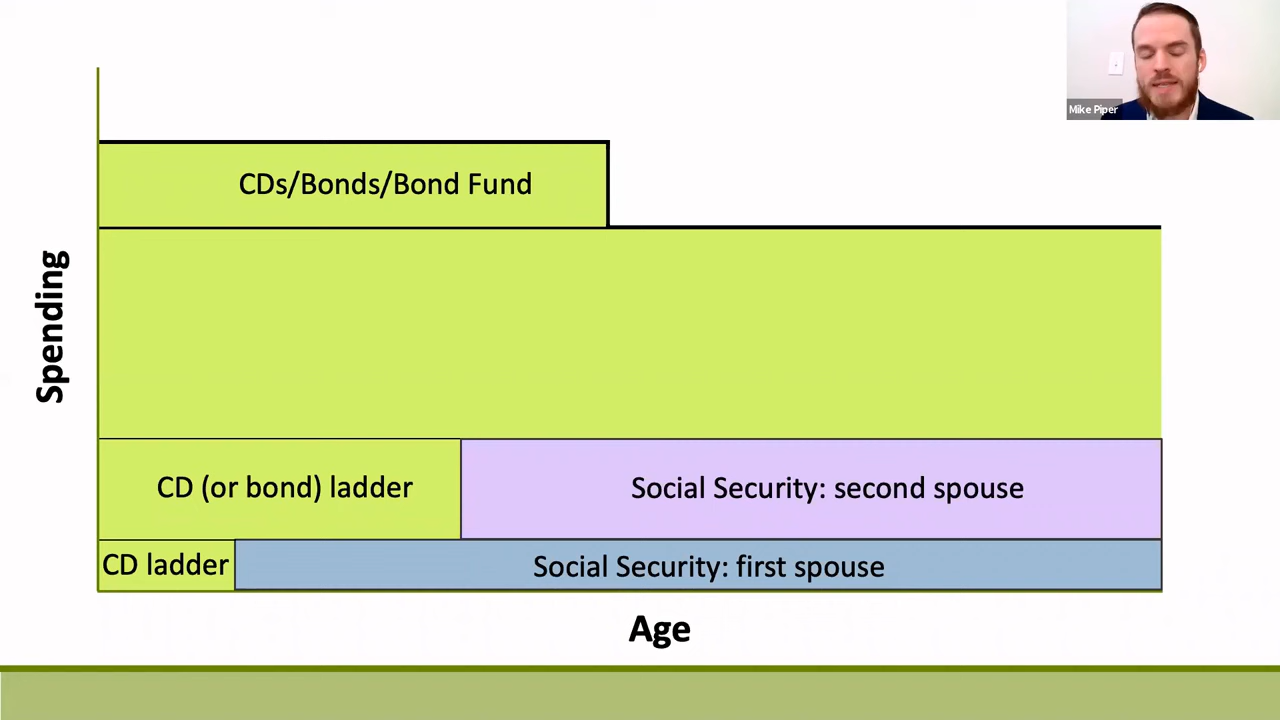 Mike Piper
CDs/Bonds/Bond Fund
Spending
CD (or bond) ladder
Social Security: second spouse
CD ladder
Social Security: first spouse
Age